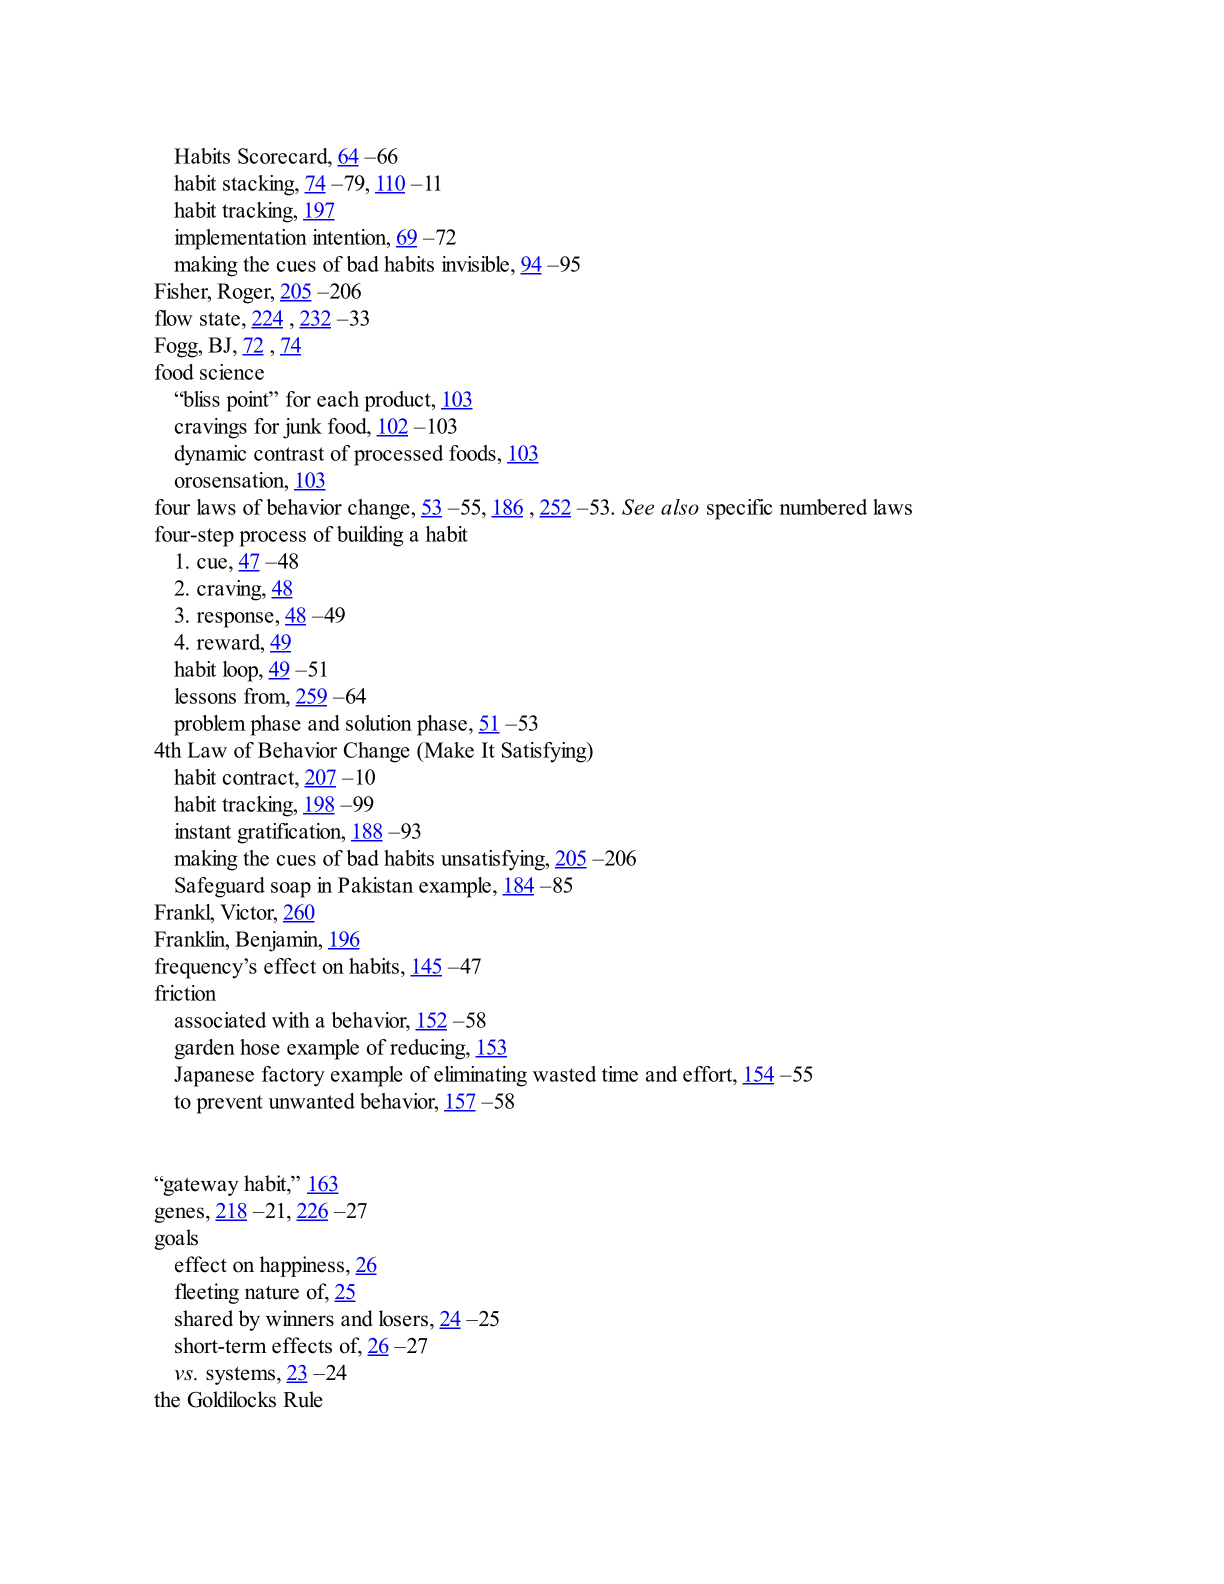 Habits Scorecard, 64 –66
habit stacking, 74 –79, 110 –11
habit tracking, 197
implementation intention, 69 –72
making the cues of bad habits invisible, 94 –95
Fisher, Roger, 205 –206
flow state, 224 , 232 –33
Fogg, BJ, 72 , 74
food science
“bliss point” for each product, 103
cravings for junk food, 102 –103
dynamic contrast of processed foods, 103
orosensation, 103
four laws of behavior change, 53 –55, 186 , 252 –53. See also specific numbered laws
four-step process of building a habit
1. cue, 47 –48
2. craving, 48
3. response, 48 –49
4. reward, 49
habit loop, 49 –51
lessons from, 259 –64
problem phase and solution phase, 51 –53
4th Law of Behavior Change (Make It Satisfying)
habit contract, 207 –10
habit tracking, 198 –99
instant gratification, 188 –93
making the cues of bad habits unsatisfying, 205 –206
Safeguard soap in Pakistan example, 184 –85
Frankl, Victor, 260
Franklin, Benjamin, 196
frequency’s effect on habits, 145 –47
friction
associated with a behavior, 152 –58
garden hose example of reducing, 153
Japanese factory example of eliminating wasted time and effort, 154 –55
to prevent unwanted behavior, 157 –58
“gateway habit,” 163
genes, 218 –21, 226 –27
goals
effect on happiness, 26
fleeting nature of, 25
shared by winners and losers, 24 –25
short-term effects of, 26 –27
vs. systems, 23 –24
the Goldilocks Rule